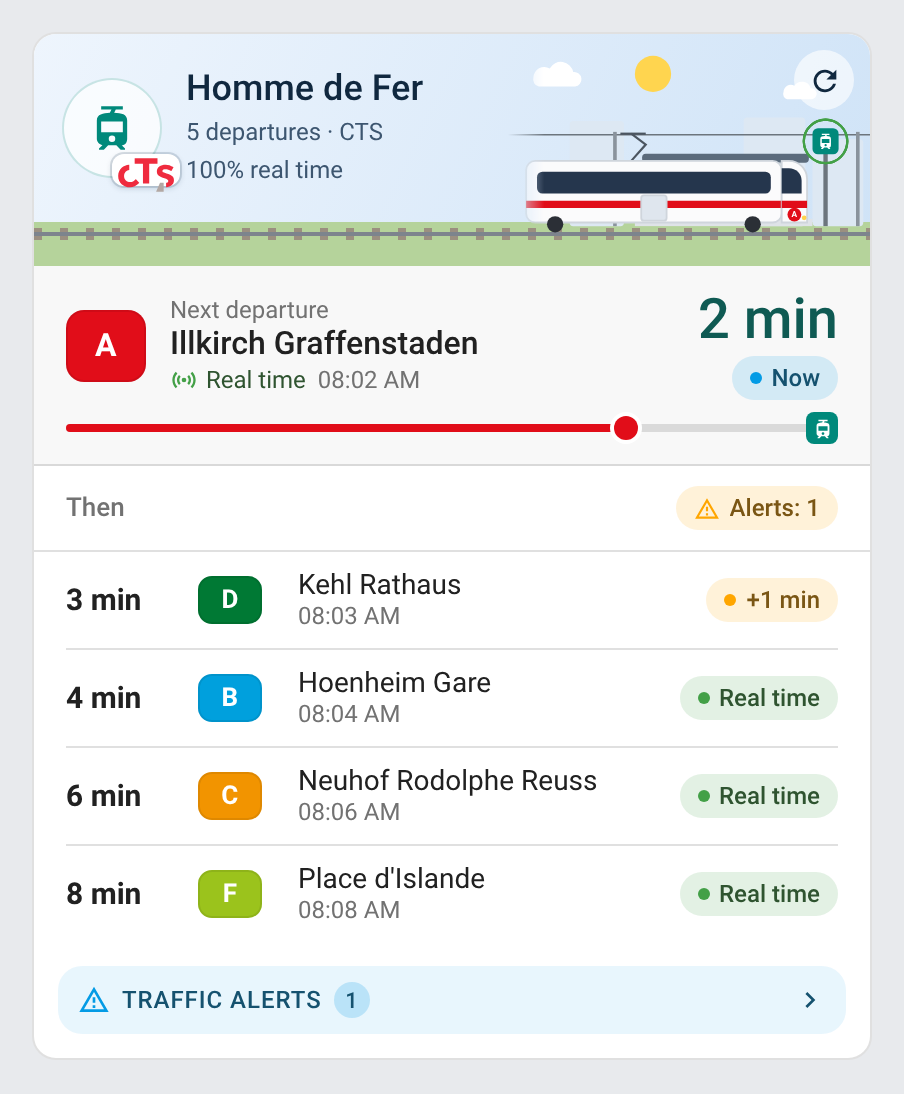 Homme de Fer
5 departures · CTS
100% real time
CTS
A
A
Next departure
Illkirch Graffenstaden
Real time 08:02 AM
2 min
Now
Then
Alerts: 1
3 min
D
Kehl Rathaus
08:03 AM
+1 min
4 min
B
Hoenheim Gare
08:04 AM
Real time
6 min
C
Neuhof Rodolphe Reuss
08:06 AM
Real time
8 min
F
Place d'Islande
08:08 AM
Real time
TRAFFIC ALERTS 1